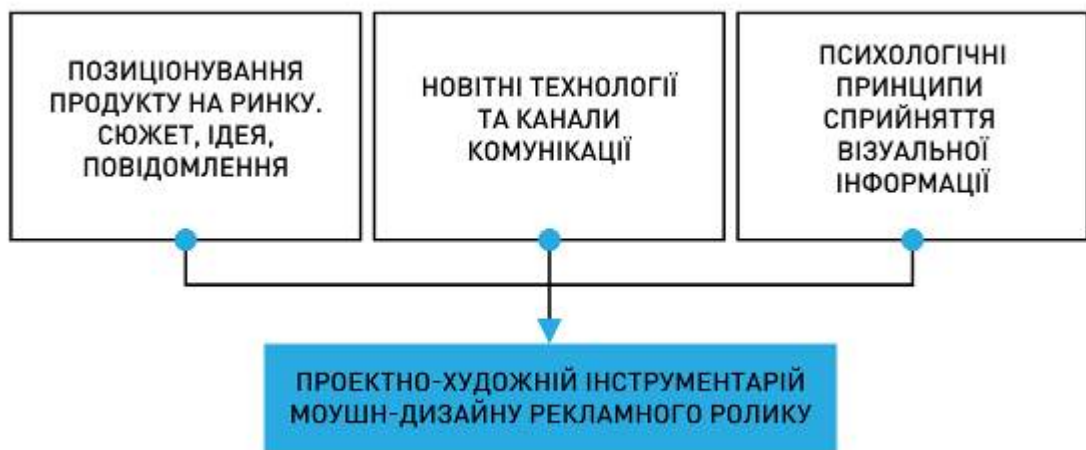 ПОЗИЦІОНУВАННЯ
ПРОДУКТУ НА РИНКУ.
СЮЖЕТ, ІДЕЯ,
ПОВІДОМЛЕННЯ
НОВІТНІ ТЕХНОЛОГІЇ
ТА КАНАЛИ
КОМУНІКАЦІЇ
ПСИХОЛОГІЧНІ
ПРИНЦИПИ
СПРИЙНЯТТЯ
ВІЗУАЛЬНОЇ
ІНФОРМАЦІЇ
ПРОЕКТНО-ХУДОЖНІЙ ІНСТРУМЕНТАРІЙ
МОУШН-ДИЗАЙНУ РЕКЛАМНОГО РОЛИКУ